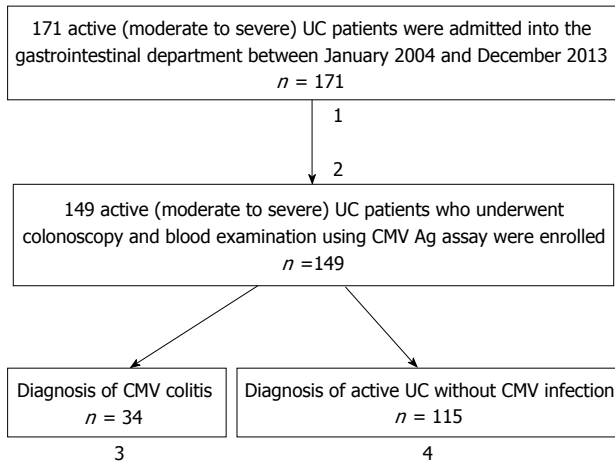 171 active (moderate to severe) UC patients were admitted into the
gastrointestinal department between January 2004 and December 2013
n = 171
1
2
149 active (moderate to severe) UC patients who underwent
colonoscopy and blood examination using CMV Ag assay were enrolled
n =149
Diagnosis of CMV colitis
n = 34
Diagnosis of active UC without CMV infection
n = 115
3
4